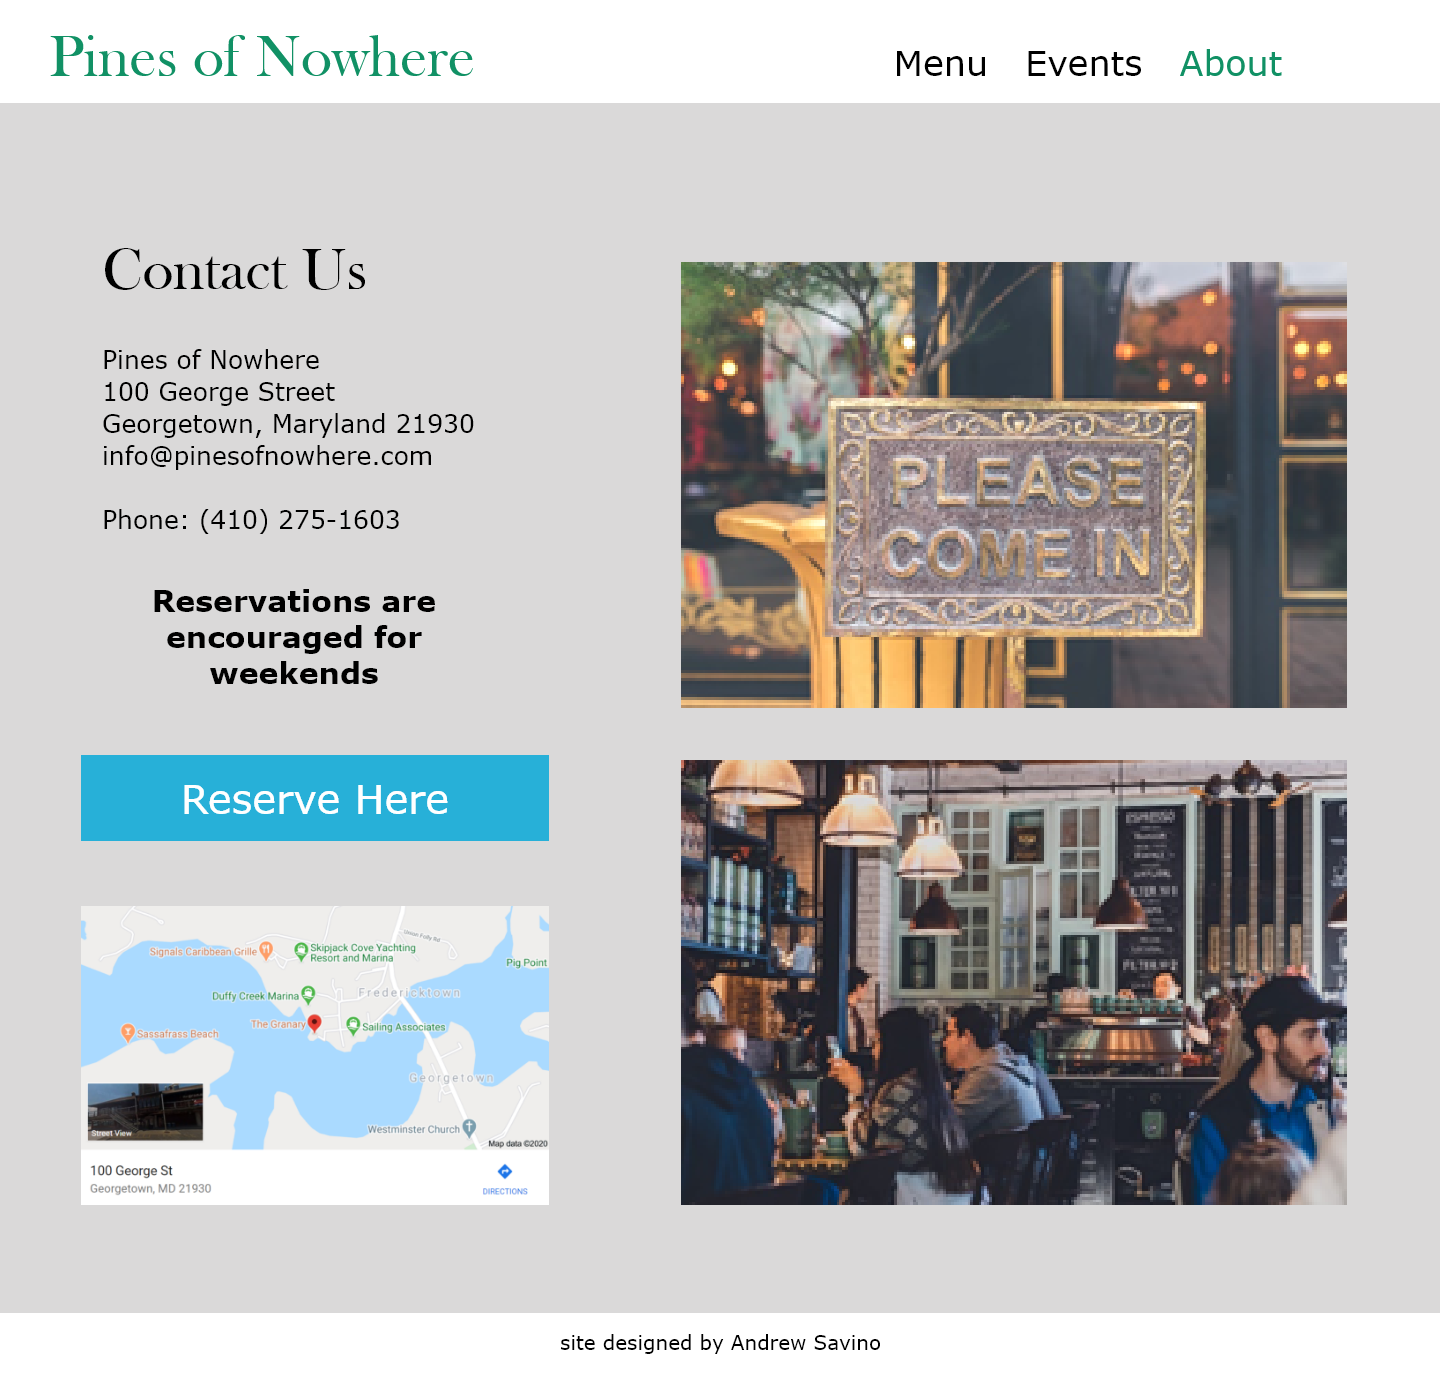 Pines of Nowhere
Menu Events About
Contact Us
Pines of Nowhere
100 George Street
Georgetown, Maryland 21930
info@pinesofnowhere.com
Phone: (410) 275-1603
Reservations are
encouraged for
weekends
Reserve Here
Union Folly Rd
Signals Caribbean Grille
Skipjack Cove Yachting
Resort and Marina
Pig Point
Duffy Creek Marina
Fredericktown
The Granary
Sailing Associates
Sassafrass Beach
Georgetown
Westminster Church
Street View
Map data ©2020
100 George St
Georgetown, MD 21930
DIRECTIONS
PLEASE
COME IN
ESPRESSO
site designed by Andrew Savino